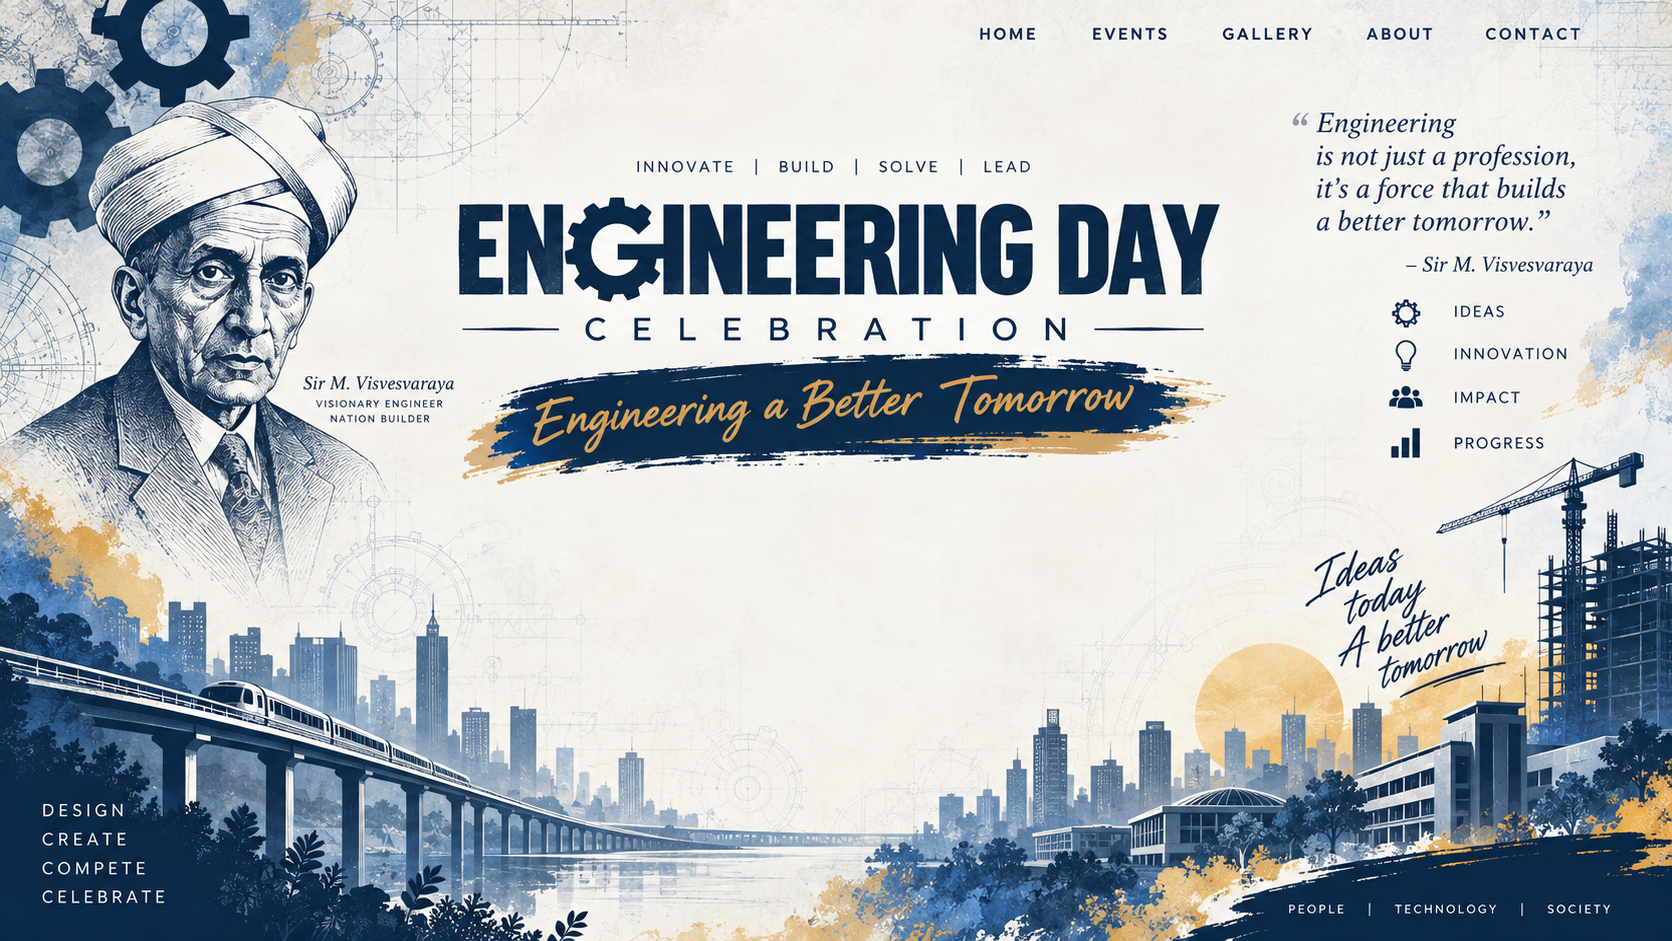 HOME EVENTS GALLERY ABOUT CONTACT
INNOVATE | BUILD | SOLVE | LEAD
ENGINEERING DAY
CELEBRATION
Engineering a Better Tomorrow
Sir M. Visvesvaraya
VISIONARY ENGINEER
NATION BUILDER
“ Engineering
is not just a profession,
it’s a force that builds
a better tomorrow.”
– Sir M. Visvesvaraya
IDEAS
INNOVATION
IMPACT
PROGRESS
Ideas
today
A better
tomorrow
DESIGN
CREATE
COMPETE
CELEBRATE
PEOPLE | TECHNOLOGY | SOCIETY